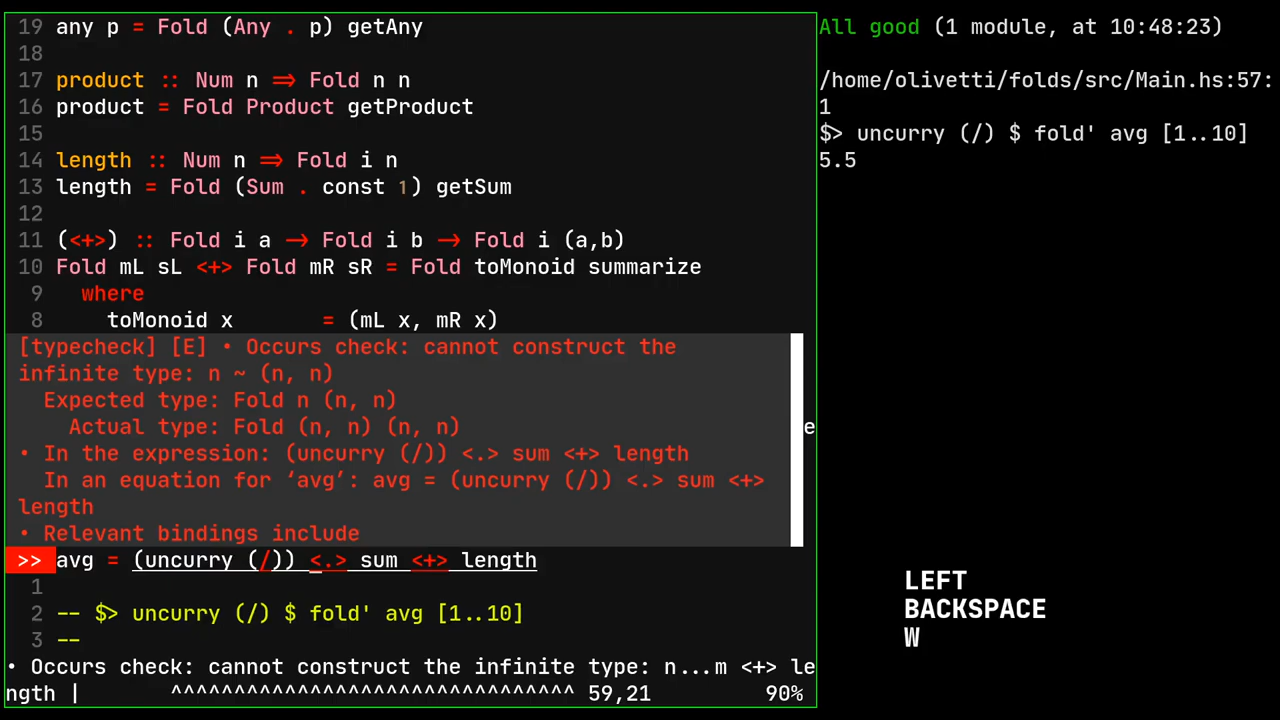 19 any p = Fold (Any . p) getAny
18
17 product :: Num n => Fold n n
16 product = Fold Product getProduct
15
14 length :: Num n => Fold i n
13 length = Fold (Sum . const 1) getSum
12
11 (<+>) :: Fold i a -> Fold i b -> Fold i (a,b)
10 Fold mL sL <+> Fold mR sR = Fold toMonoid summarize
9 where
8 toMonoid x = (mL x, mR x)
[typecheck] [E] • Occurs check: cannot construct the
infinite type: n ~ (n, n)
Expected type: Fold n (n, n)
Actual type: Fold (n, n) (n, n)
e
• In the expression: (uncurry (/)) <.> sum <+> length
In an equation for ‘avg’: avg = (uncurry (/)) <.> sum <+>
length
• Relevant bindings include
>> avg = (uncurry (/)) <.> sum <+> length
1
2 -- $> uncurry (/) $ fold' avg [1..10]
3 --
• Occurs check: cannot construct the infinite type: n...m <+> le
ngth | ^^^^^^^^^^^^^^^^^^^^^^^^^^^^^^^^ 59,21 90%
All good (1 module, at 10:48:23)
/home/olivetti/folds/src/Main.hs:57:
1
$> uncurry (/) $ fold' avg [1..10]
5.5
LEFT
BACKSPACE
W